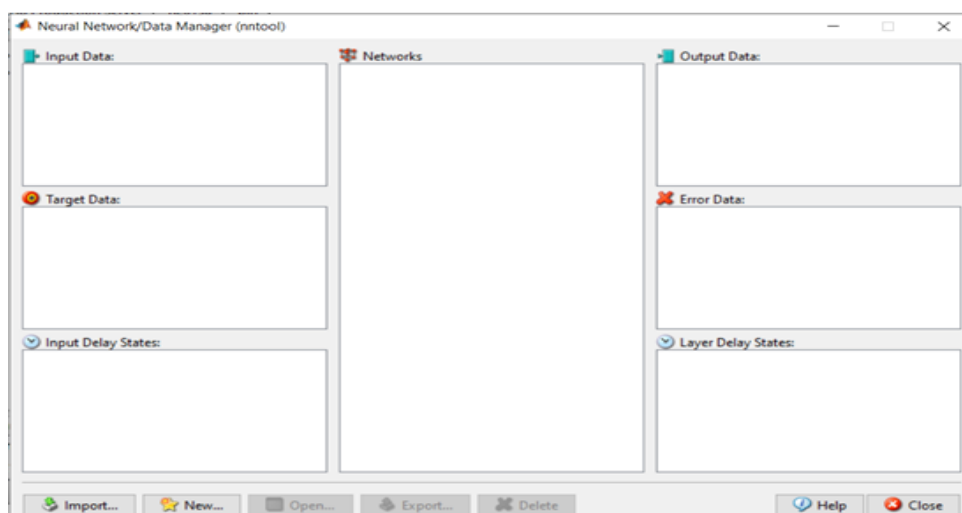 Neural Network/Data Manager (nntool)
Input Data:
Networks
Output Data:
Target Data:
Error Data:
Input Delay States:
Layer Delay States:
Import...
New...
Open...
Export...
Delete
Help
Close